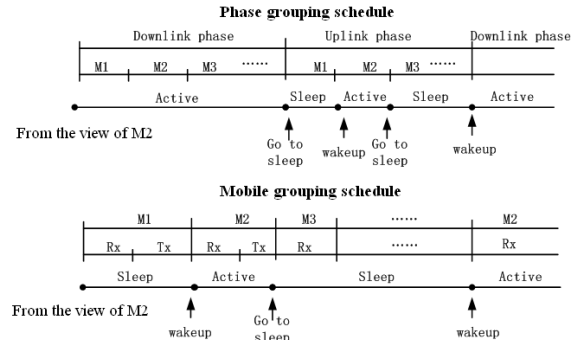 Phase grouping schedule
Downlink phase Uplink phase Downlink phase
M1 M2 M3 ...... M1 M2 M3 ......
Active Sleep Active Sleep Active
From the view of M2
Go to sleep wakeup Go to sleep wakeup
Mobile grouping schedule
M1 M2 M3 ...... M2
Rx Tx Rx Tx Rx ...... Rx
Sleep Active Sleep Active
From the view of M2
wakeup Go to sleep wakeup